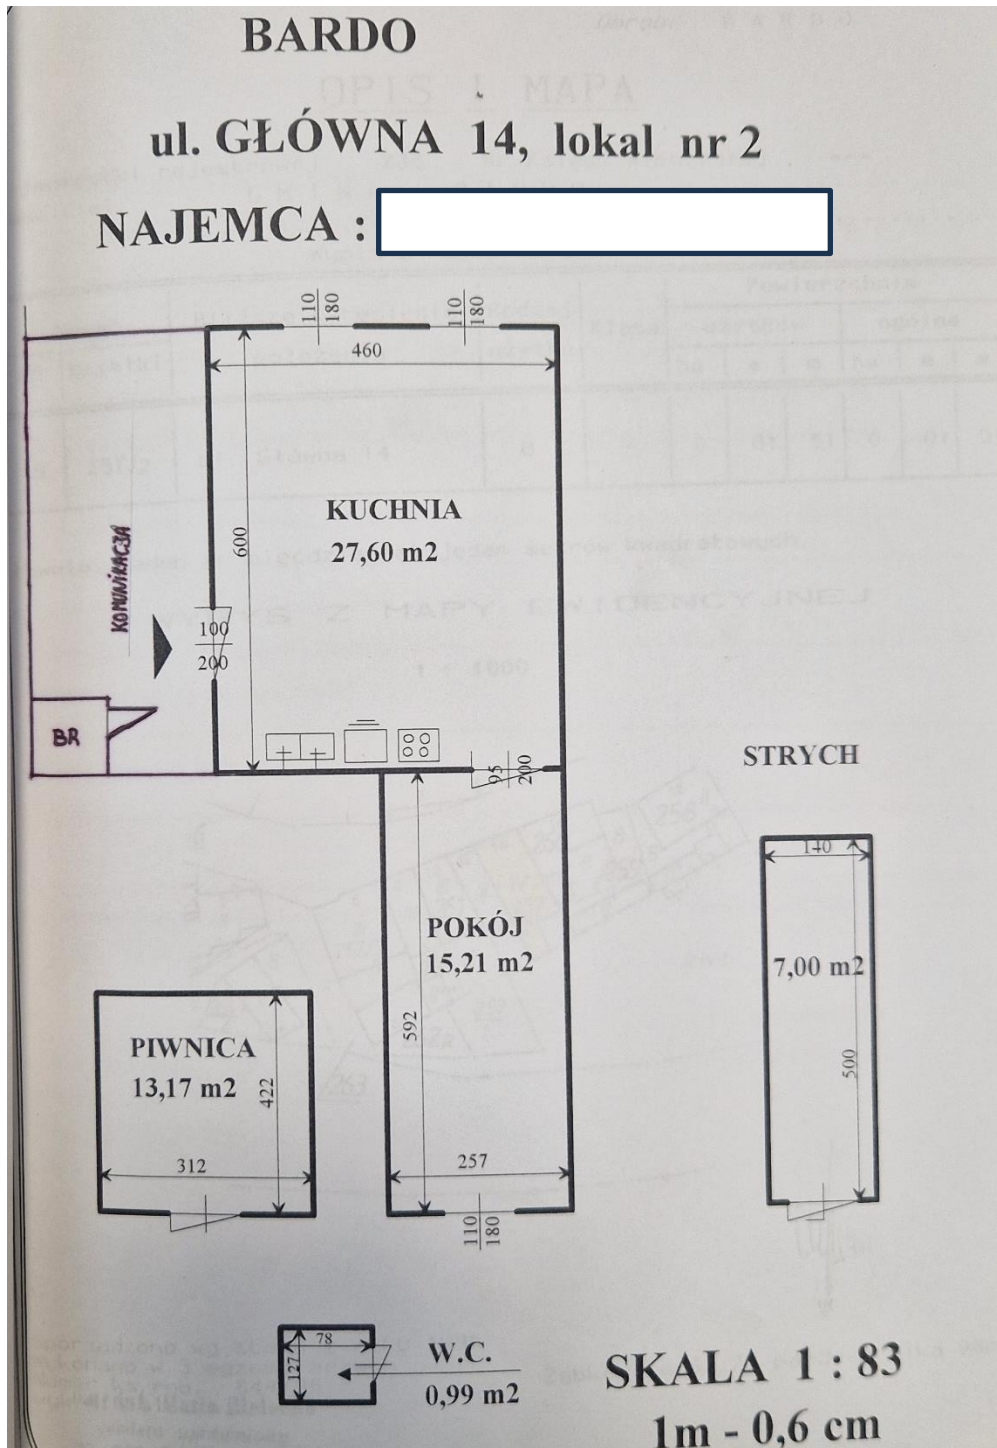 BARDO
ul. GŁÓWNA 14, lokal nr 2
NAJEMCA :
110
180
110
180
460
600
KUCHNIA
27,60 m2
KOMUNIKACJA
100
200
BR
95
200
STRYCH
140
7,00 m2
500
POKÓJ
15,21 m2
592
257
110
180
PIWNICA
13,17 m2
422
312
78
127
W.C.
0,99 m2
SKALA 1 : 83
1m - 0,6 cm